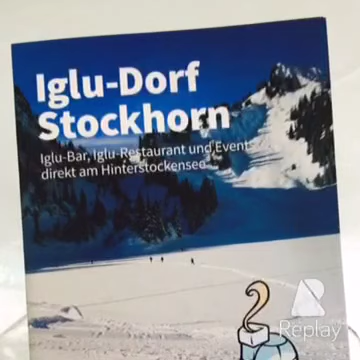 Iglu-Dorf
Stockhorn
Iglu-Bar, Iglu-Restaurant und Events
direkt am Hinterstockensee
Replay